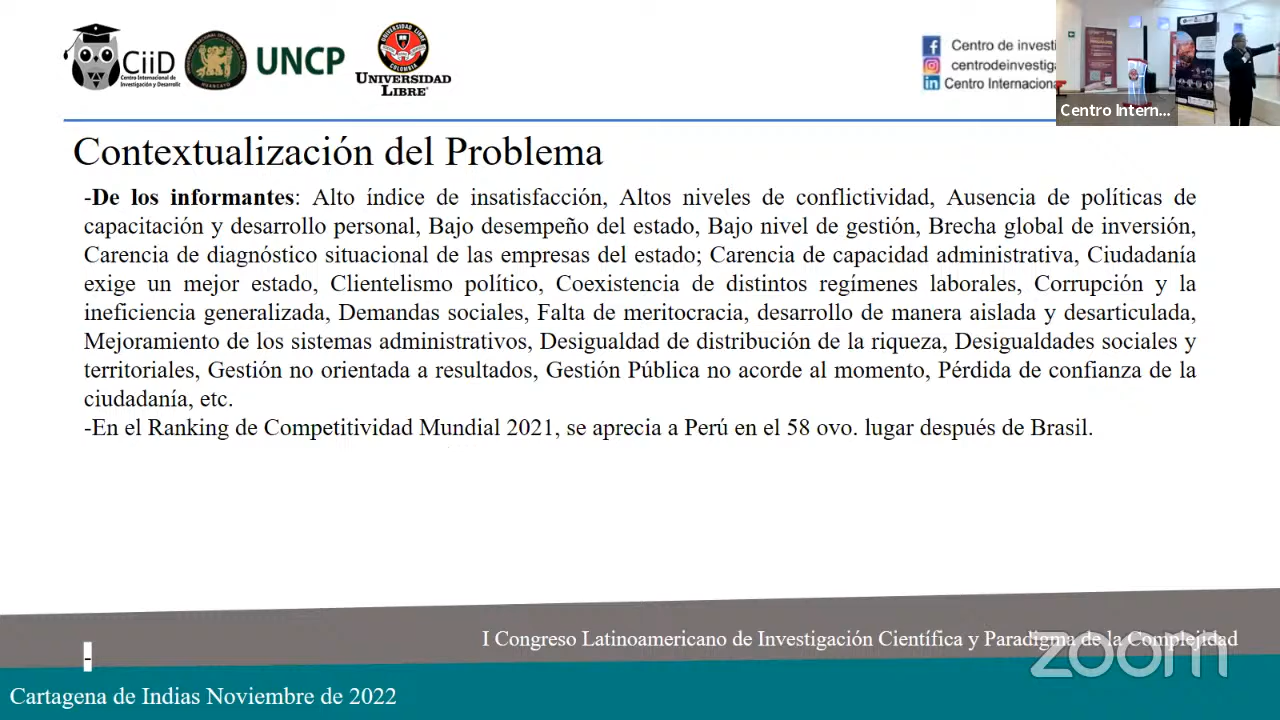 CiiD
Centro Internacional de
Investigación y Desarrollo
UNCP
UNIVERSIDAD
LIBRE
Centro de investi
centrodeinvestiga
Centro Internaciona
Centro Intern...
Contextualización del Problema
-De los informantes: Alto índice de insatisfacción, Altos niveles de conflictividad, Ausencia de políticas de
capacitación y desarrollo personal, Bajo desempeño del estado, Bajo nivel de gestión, Brecha global de inversión,
Carencia de diagnóstico situacional de las empresas del estado; Carencia de capacidad administrativa, Ciudadanía
exige un mejor estado, Clientelismo político, Coexistencia de distintos regímenes laborales, Corrupción y la
ineficiencia generalizada, Demandas sociales, Falta de meritocracia, desarrollo de manera aislada y desarticulada,
Mejoramiento de los sistemas administrativos, Desigualdad de distribución de la riqueza, Desigualdades sociales y
territoriales, Gestión no orientada a resultados, Gestión Pública no acorde al momento, Pérdida de confianza de la
ciudadanía, etc.
-En el Ranking de Competitividad Mundial 2021, se aprecia a Perú en el 58 ovo. lugar después de Brasil.
I Congreso Latinoamericano de Investigación Científica y Paradigma de la Complejidad
-
zoom
Cartagena de Indias Noviembre de 2022